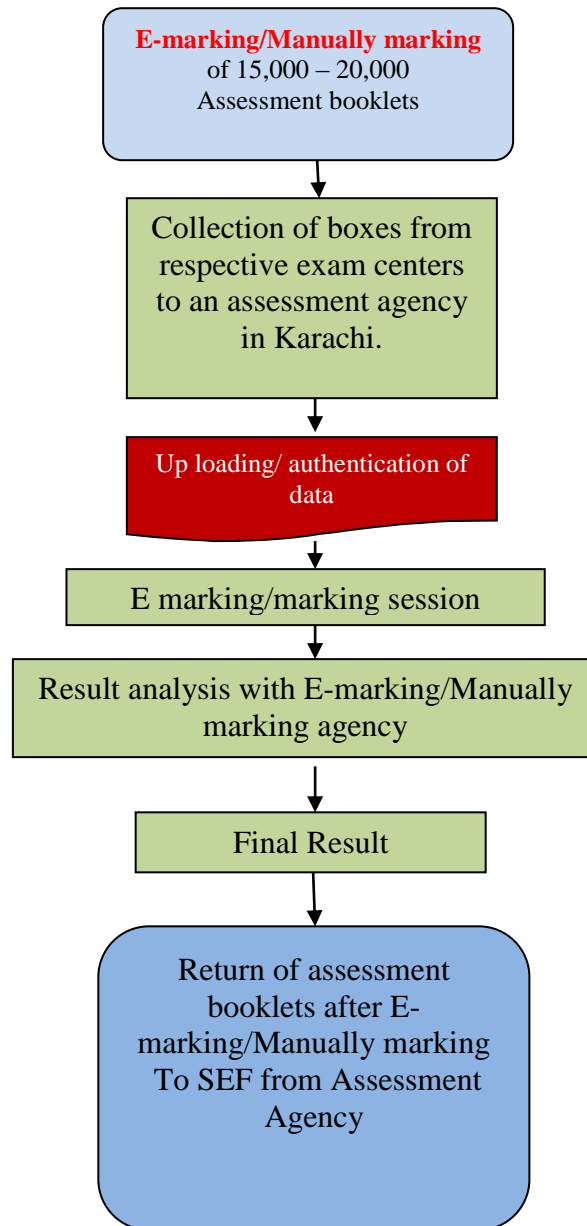 E-marking/Manually marking
of 15,000 – 20,000
Assessment booklets
Collection of boxes from
respective exam centers
to an assessment agency
in Karachi.
Up loading/ authentication of
data
E marking/marking session
Result analysis with E-marking/Manually
marking agency
Final Result
Return of assessment
booklets after E-
marking/Manually marking
To SEF from Assessment
Agency